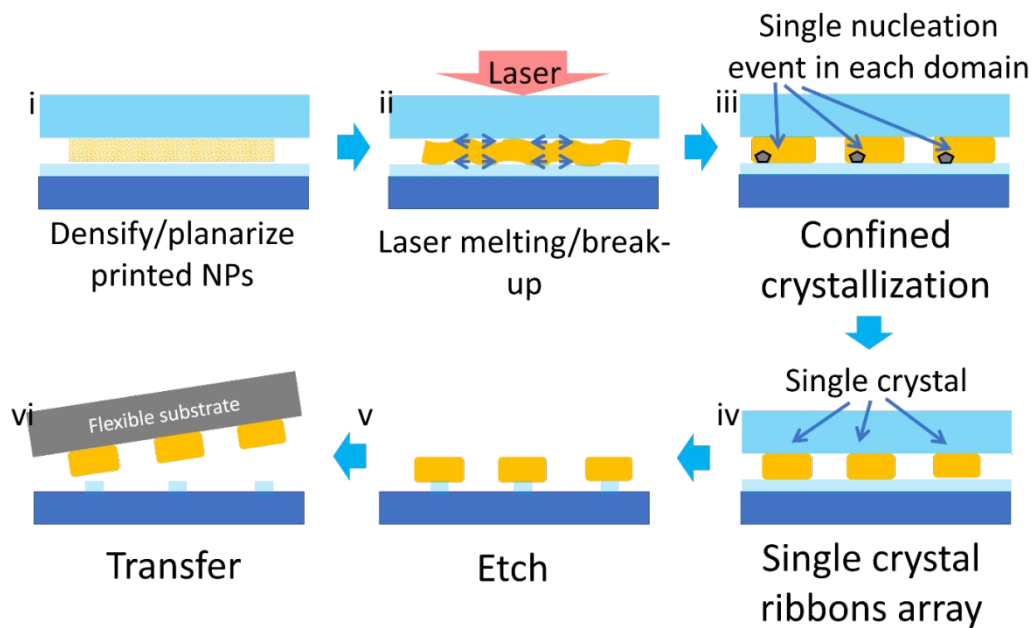 i
Densify/planarize
printed NPs
ii
Laser
Laser melting/break-
up
iii
Single nucleation
event in each domain
Confined
crystallization
iv
Single crystal
Single crystal
ribbons array
v
Etch
vi
Flexible substrate
Transfer